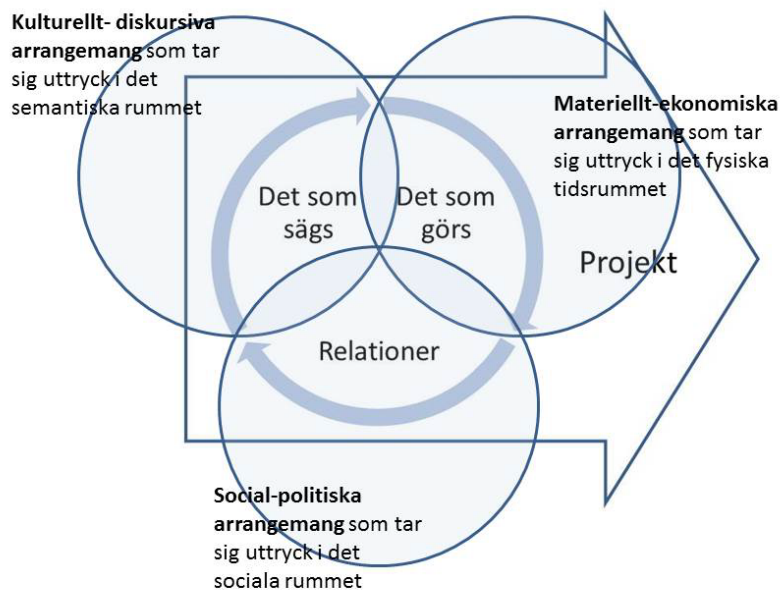 Kulturellt- diskursiva
arrangemang som tar
sig uttryck i det
semantiska rummet
Materiellt-ekonomiska
arrangemang som tar
sig uttryck i det fysiska
tidsrummet
Det som
sägs
Det som
görs
Projekt
Relationer
Social-politiska
arrangemang som tar
sig uttryck i det
sociala rummet